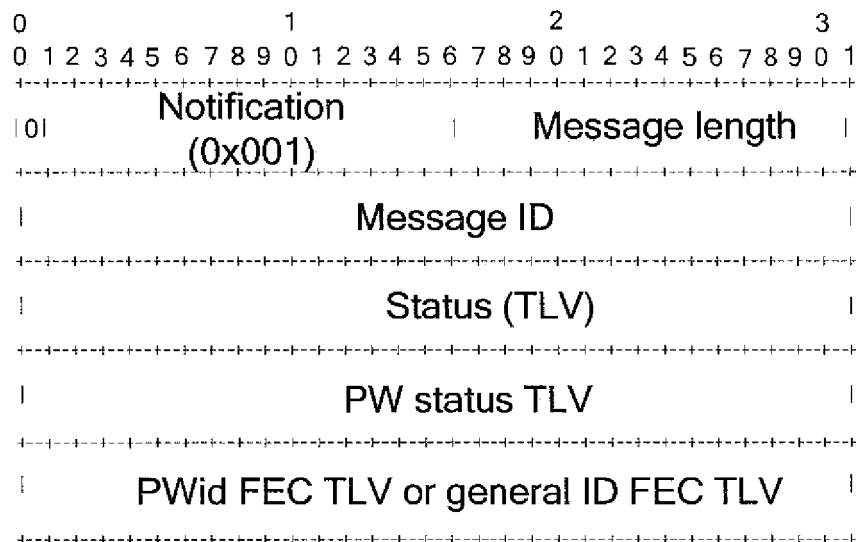 0 1 2 3
0 1 2 3 4 5 6 7 8 9 0 1 2 3 4 5 6 7 8 9 0 1 2 3 4 5 6 7 8 9 0 1
+-+-+-+-+-+-+-+-+-+-+-+-+-+-+-+-+-+-+-+-+-+-+-+-+-+-+-+-+-+-+-+-+
|0| Notification (0x001) | Message length |
+-+-+-+-+-+-+-+-+-+-+-+-+-+-+-+-+-+-+-+-+-+-+-+-+-+-+-+-+-+-+-+-+
| Message ID |
+-+-+-+-+-+-+-+-+-+-+-+-+-+-+-+-+-+-+-+-+-+-+-+-+-+-+-+-+-+-+-+-+
| Status (TLV) |
+-+-+-+-+-+-+-+-+-+-+-+-+-+-+-+-+-+-+-+-+-+-+-+-+-+-+-+-+-+-+-+-+
| PW status TLV |
+-+-+-+-+-+-+-+-+-+-+-+-+-+-+-+-+-+-+-+-+-+-+-+-+-+-+-+-+-+-+-+-+
| PWid FEC TLV or general ID FEC TLV |
+-+-+-+-+-+-+-+-+-+-+-+-+-+-+-+-+-+-+-+-+-+-+-+-+-+-+-+-+-+-+-+-+